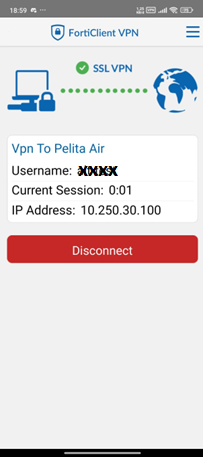 18:59
FortiClient VPN
SSL VPN
Vpn To Pelita Air
Username: XXXX
Current Session: 0:01
IP Address: 10.250.30.100
Disconnect